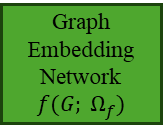 Graph
Embedding
Network
f(G; Ω_f)